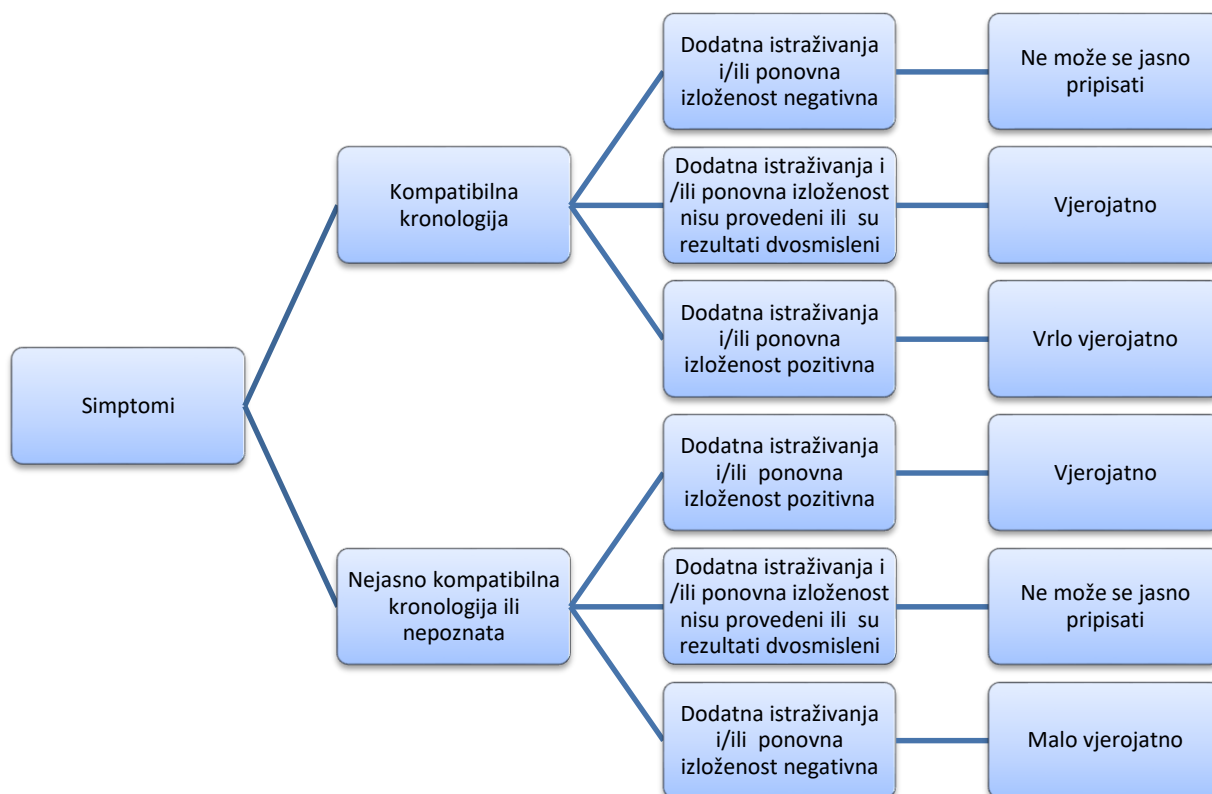 Simptomi
Kompatibilna
kronologija
Dodatna istraživanja
i/ili ponovna
izloženost negativna
Ne može se jasno
pripisati
Dodatna istraživanja i
/ili ponovna izloženost
nisu provedeni ili su
rezultati dvosmisleni
Vjerojatno
Dodatna istraživanja
i/ili ponovna
izloženost pozitivna
Vrlo vjerojatno
Nejasno kompatibilna
kronologija ili
nepoznata
Dodatna istraživanja
i/ili ponovna
izloženost pozitivna
Vjerojatno
Dodatna istraživanja i
/ili ponovna izloženost
nisu provedeni ili su
rezultati dvosmisleni
Ne može se jasno
pripisati
Dodatna istraživanja
i/ili ponovna
izloženost negativna
Malo vjerojatno